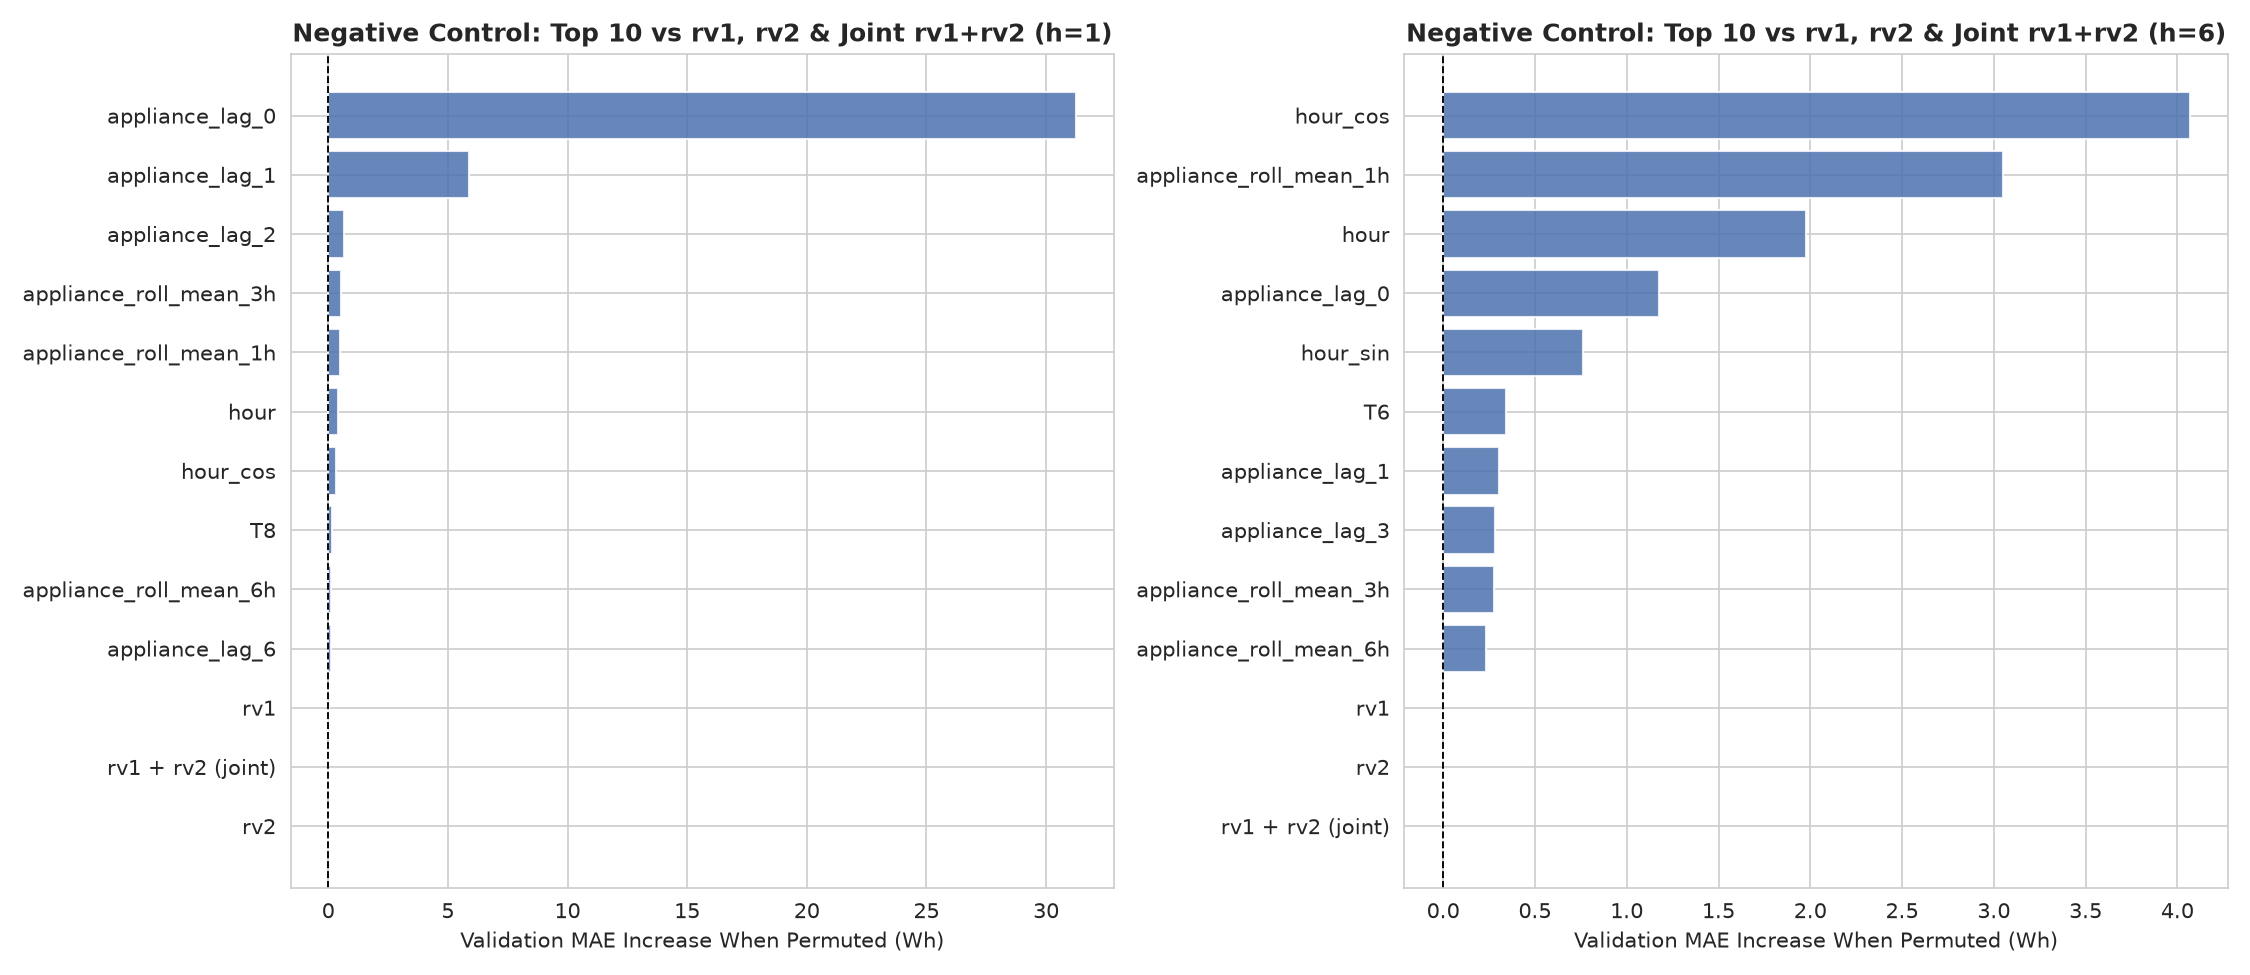 Negative Control: Top 10 vs rv1, rv2 & Joint rv1+rv2 (h=1)
appliance_lag_0
appliance_lag_1
appliance_lag_2
appliance_roll_mean_3h
appliance_roll_mean_1h
hour
hour_cos
T8
appliance_roll_mean_6h
appliance_lag_6
rv1
rv1 + rv2 (joint)
rv2
0 5 10 15 20 25 30
Validation MAE Increase When Permuted (Wh)
Negative Control: Top 10 vs rv1, rv2 & Joint rv1+rv2 (h=6)
hour_cos
appliance_roll_mean_1h
hour
appliance_lag_0
hour_sin
T6
appliance_lag_1
appliance_lag_3
appliance_roll_mean_3h
appliance_roll_mean_6h
rv1
rv2
rv1 + rv2 (joint)
0.0 0.5 1.0 1.5 2.0 2.5 3.0 3.5 4.0
Validation MAE Increase When Permuted (Wh)